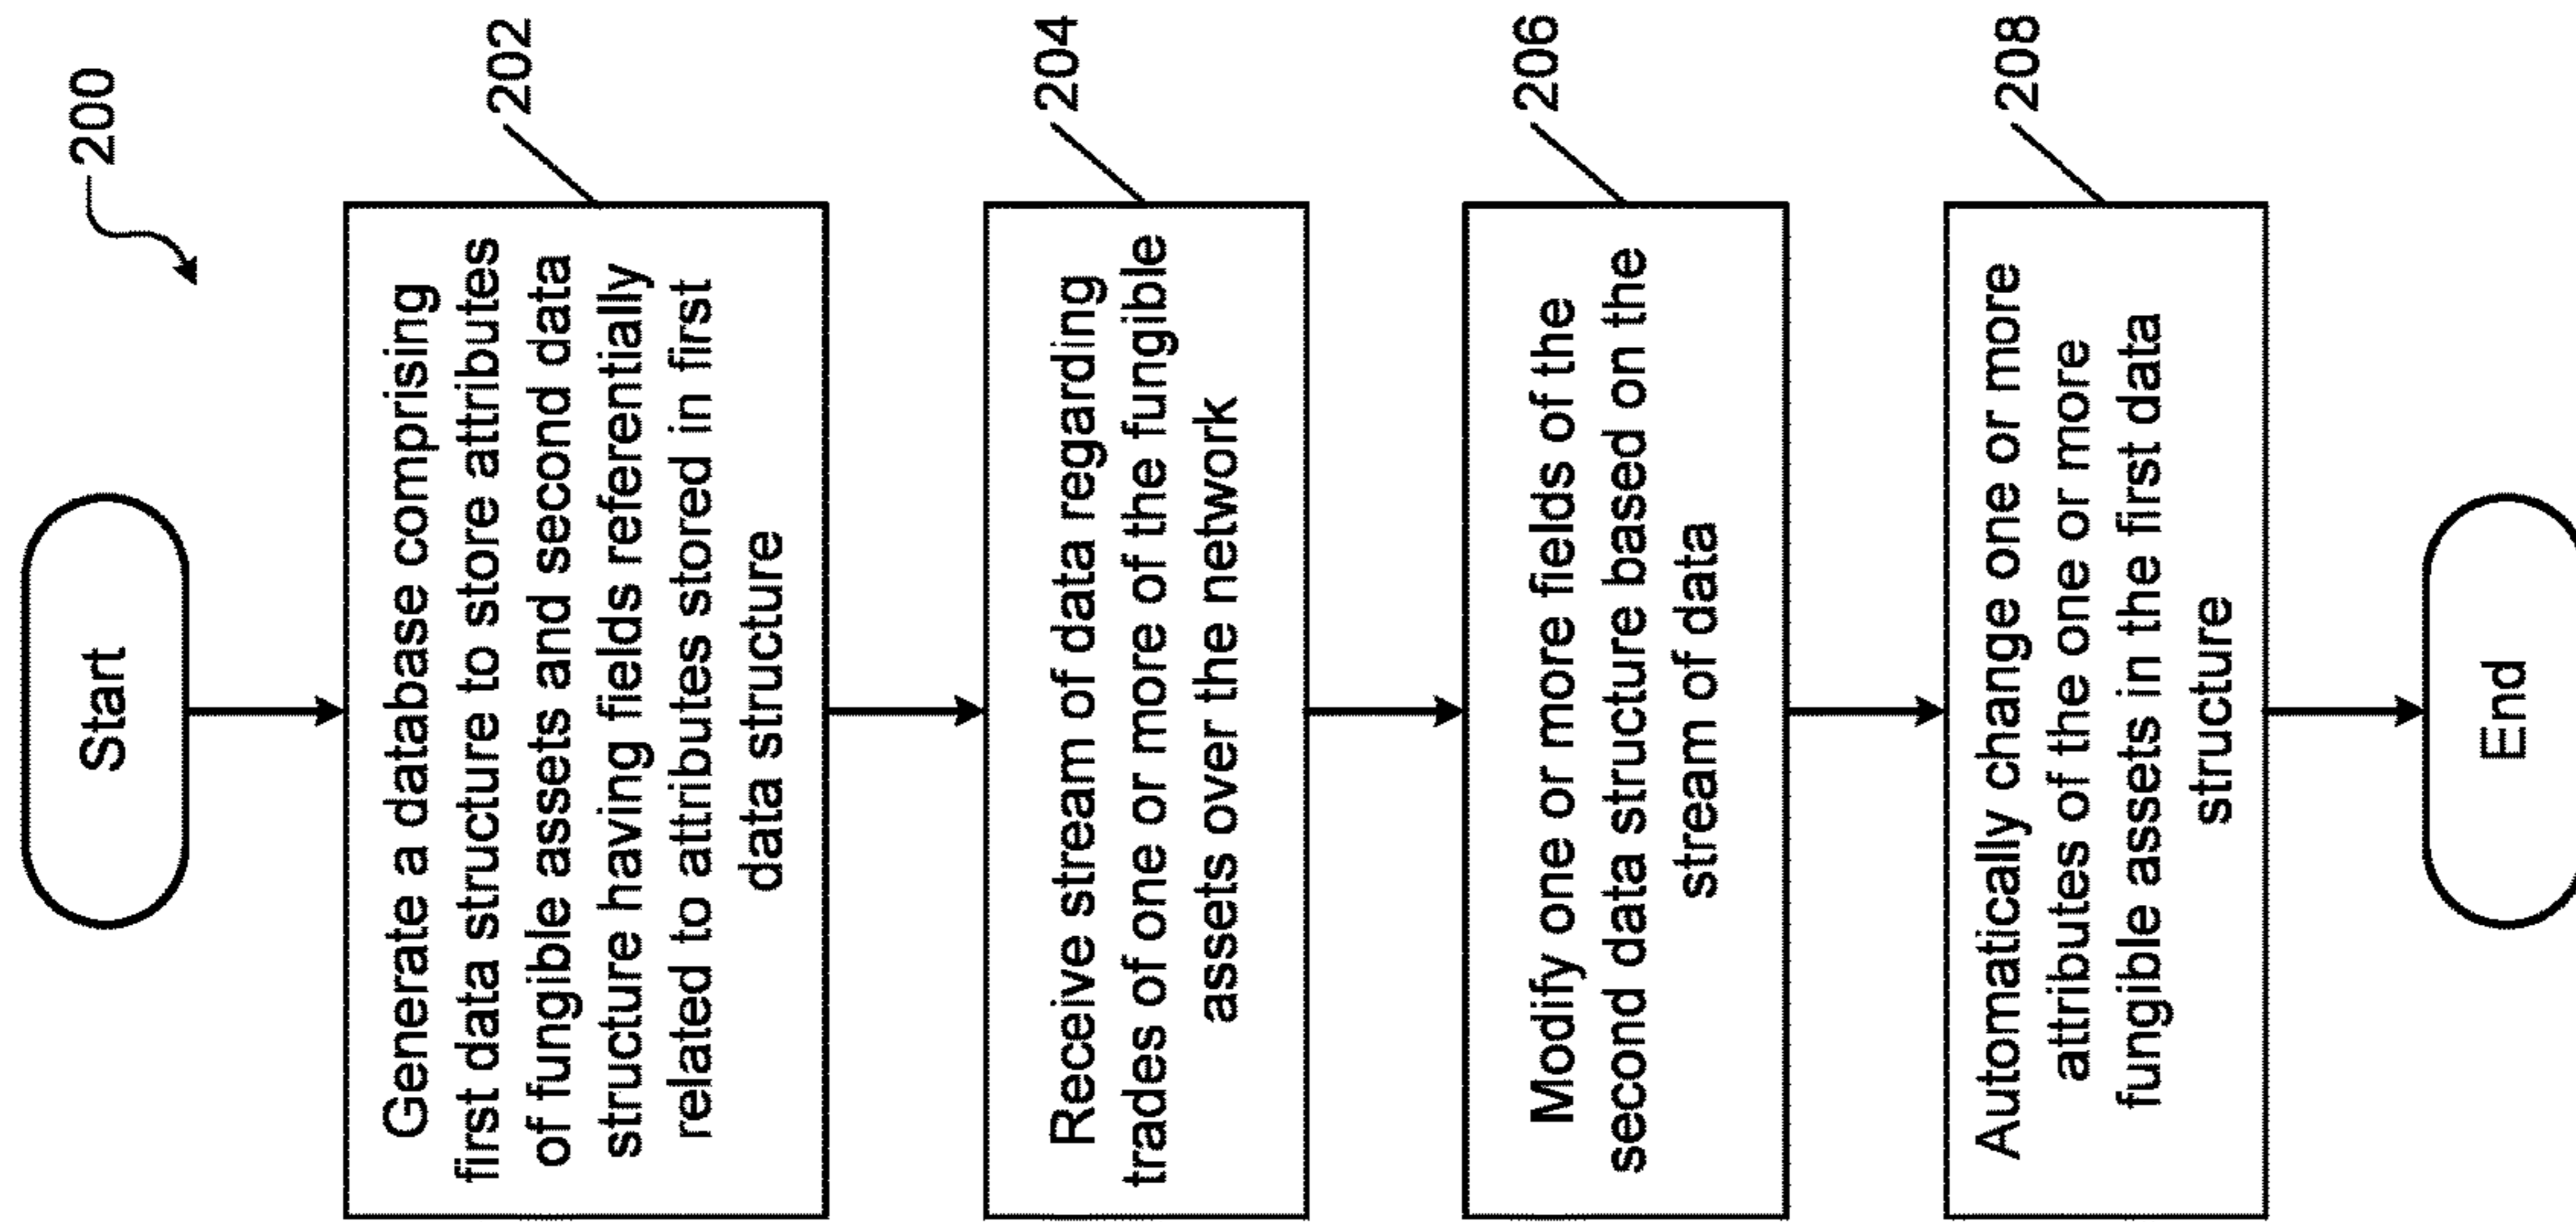 200
Start
Generate a database comprising
first data structure to store attributes
of fungible assets and second data
structure having fields referentially
related to attributes stored in first
data structure
202
Receive stream of data regarding
trades of one or more of the fungible
assets over the network
204
Modify one or more fields of the
second data structure based on the
stream of data
206
Automatically change one or more
attributes of the one or more
fungible assets in the first data
structure
208
End